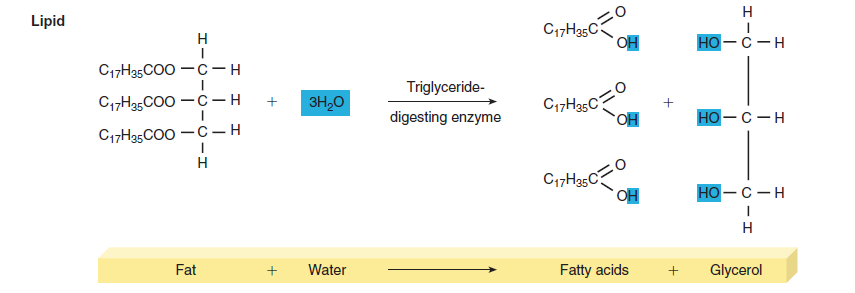 Lipid
H
C₁₇H₃₅COO — C — H
C₁₇H₃₅COO — C — H
C₁₇H₃₅COO — C — H
H
+ 3H₂O
Triglyceride-
digesting enzyme
O
C₁₇H₃₅C
OH
O
C₁₇H₃₅C
OH
O
C₁₇H₃₅C
OH
+
H
HO — C — H
HO — C — H
HO — C — H
H
Fat + Water Fatty acids + Glycerol